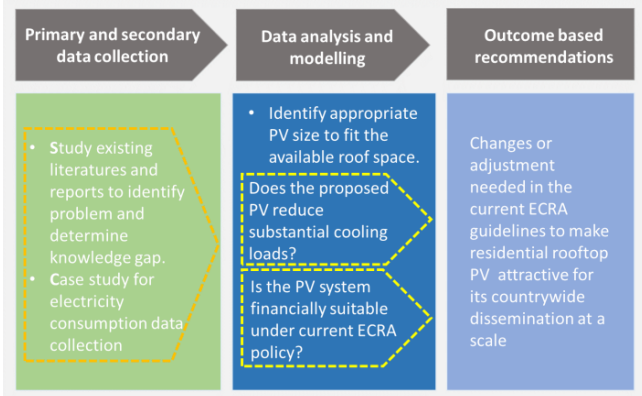 Primary and secondary
data collection
Data analysis and
modelling
Outcome based
recommendations
• Study existing
literatures and
reports to identify
problem and
determine
knowledge gap.
• Case study for
electricity
consumption data
collection
• Identify appropriate
PV size to fit the
available roof space.
Does the proposed
PV reduce
substantial cooling
loads?
Is the PV system
financially suitable
under current ECRA
policy?
Changes or
adjustment
needed in the
current ECRA
guidelines to make
residential rooftop
PV attractive for
its countrywide
dissemination at a
scale